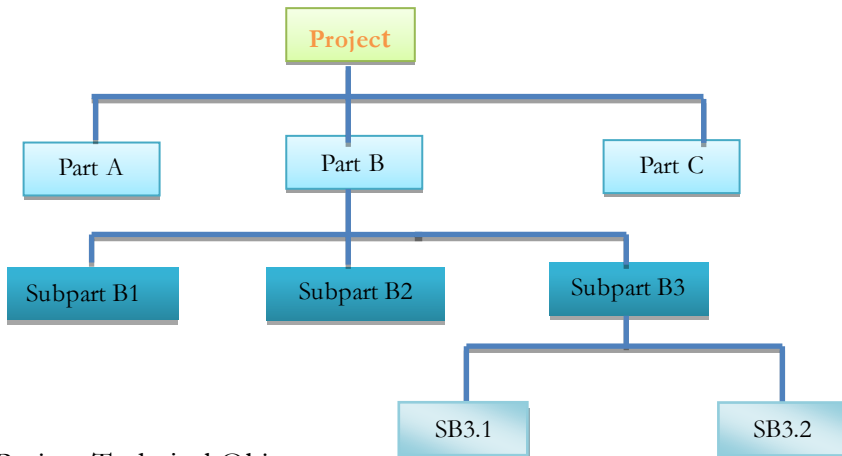 Project
Part A
Part B
Part C
Subpart B1
Subpart B2
Subpart B3
SB3.1
SB3.2